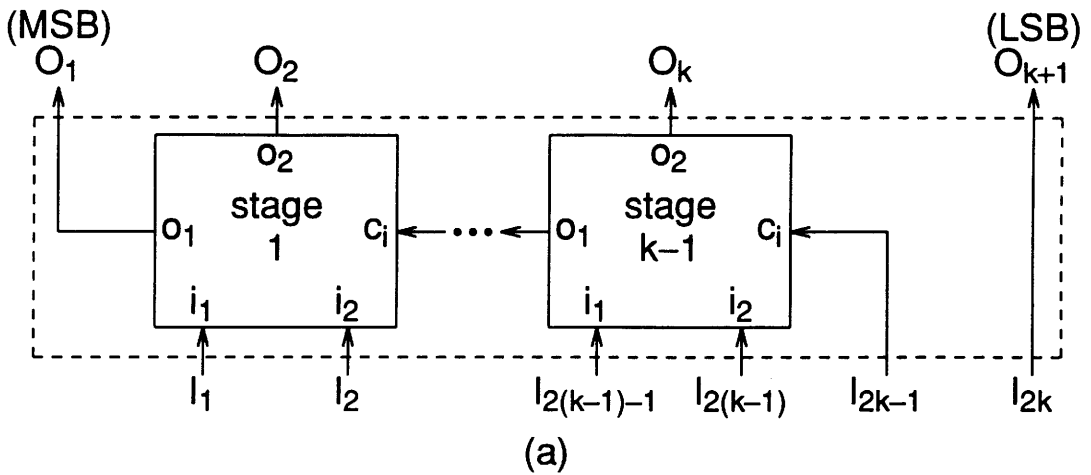 (MSB) (LSB)
O₁ O₂ Oₖ Oₖ₊₁
o₂ o₂
stage stage
o₁ 1 cᵢ ••• o₁ k–1 cᵢ
i₁ i₂ i₁ i₂
I₁ I₂ I₂₍ₖ₋₁₎₋₁ I₂₍ₖ₋₁₎ I₂ₖ₋₁ I₂ₖ
(a)